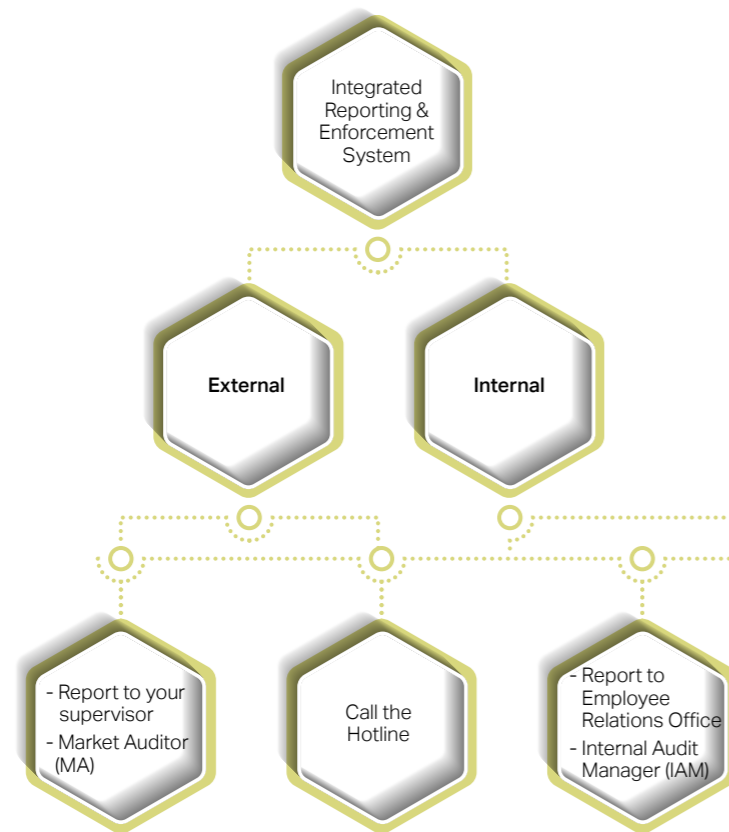 Integrated
Reporting &
Enforcement
System
External
Internal
- Report to your
supervisor
- Market Auditor
(MA)
Call the
Hotline
- Report to
Employee
Relations Office
- Internal Audit
Manager (IAM)